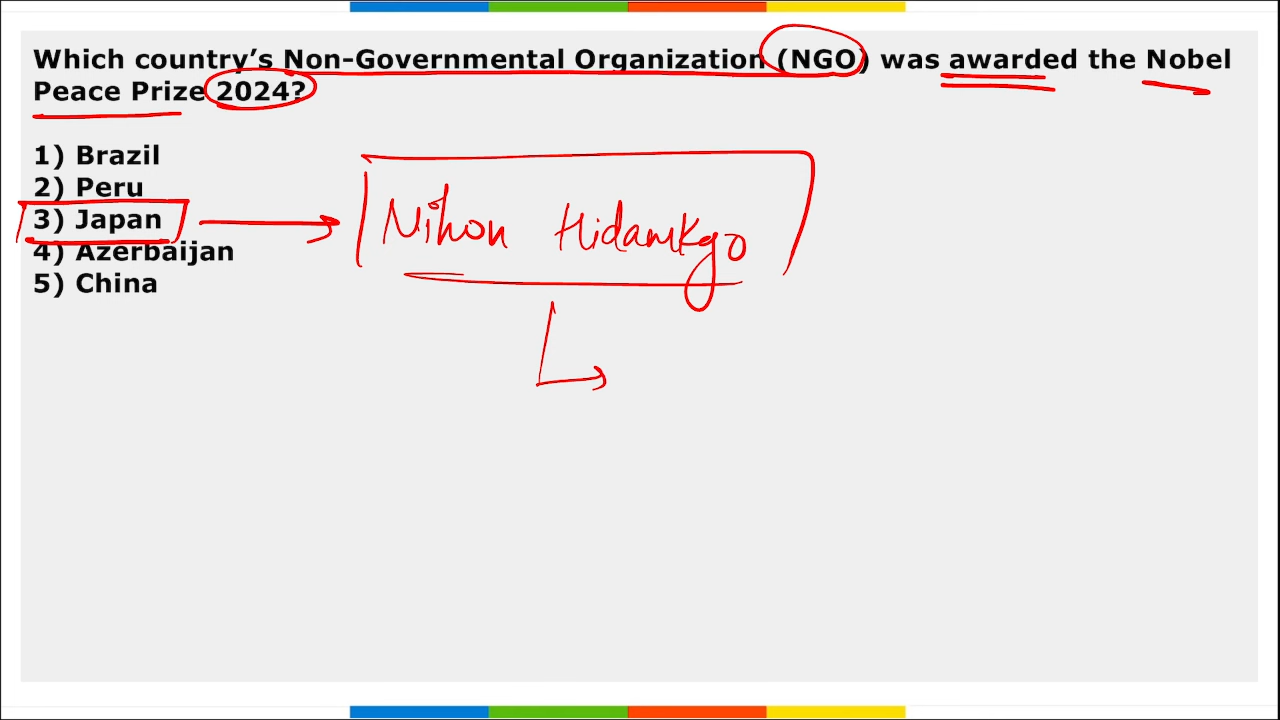 Which country’s Non-Governmental Organization (NGO) was awarded the Nobel
Peace Prize 2024?
1) Brazil
2) Peru
3) Japan
4) Azerbaijan
5) China
Nihon Hidamkgo